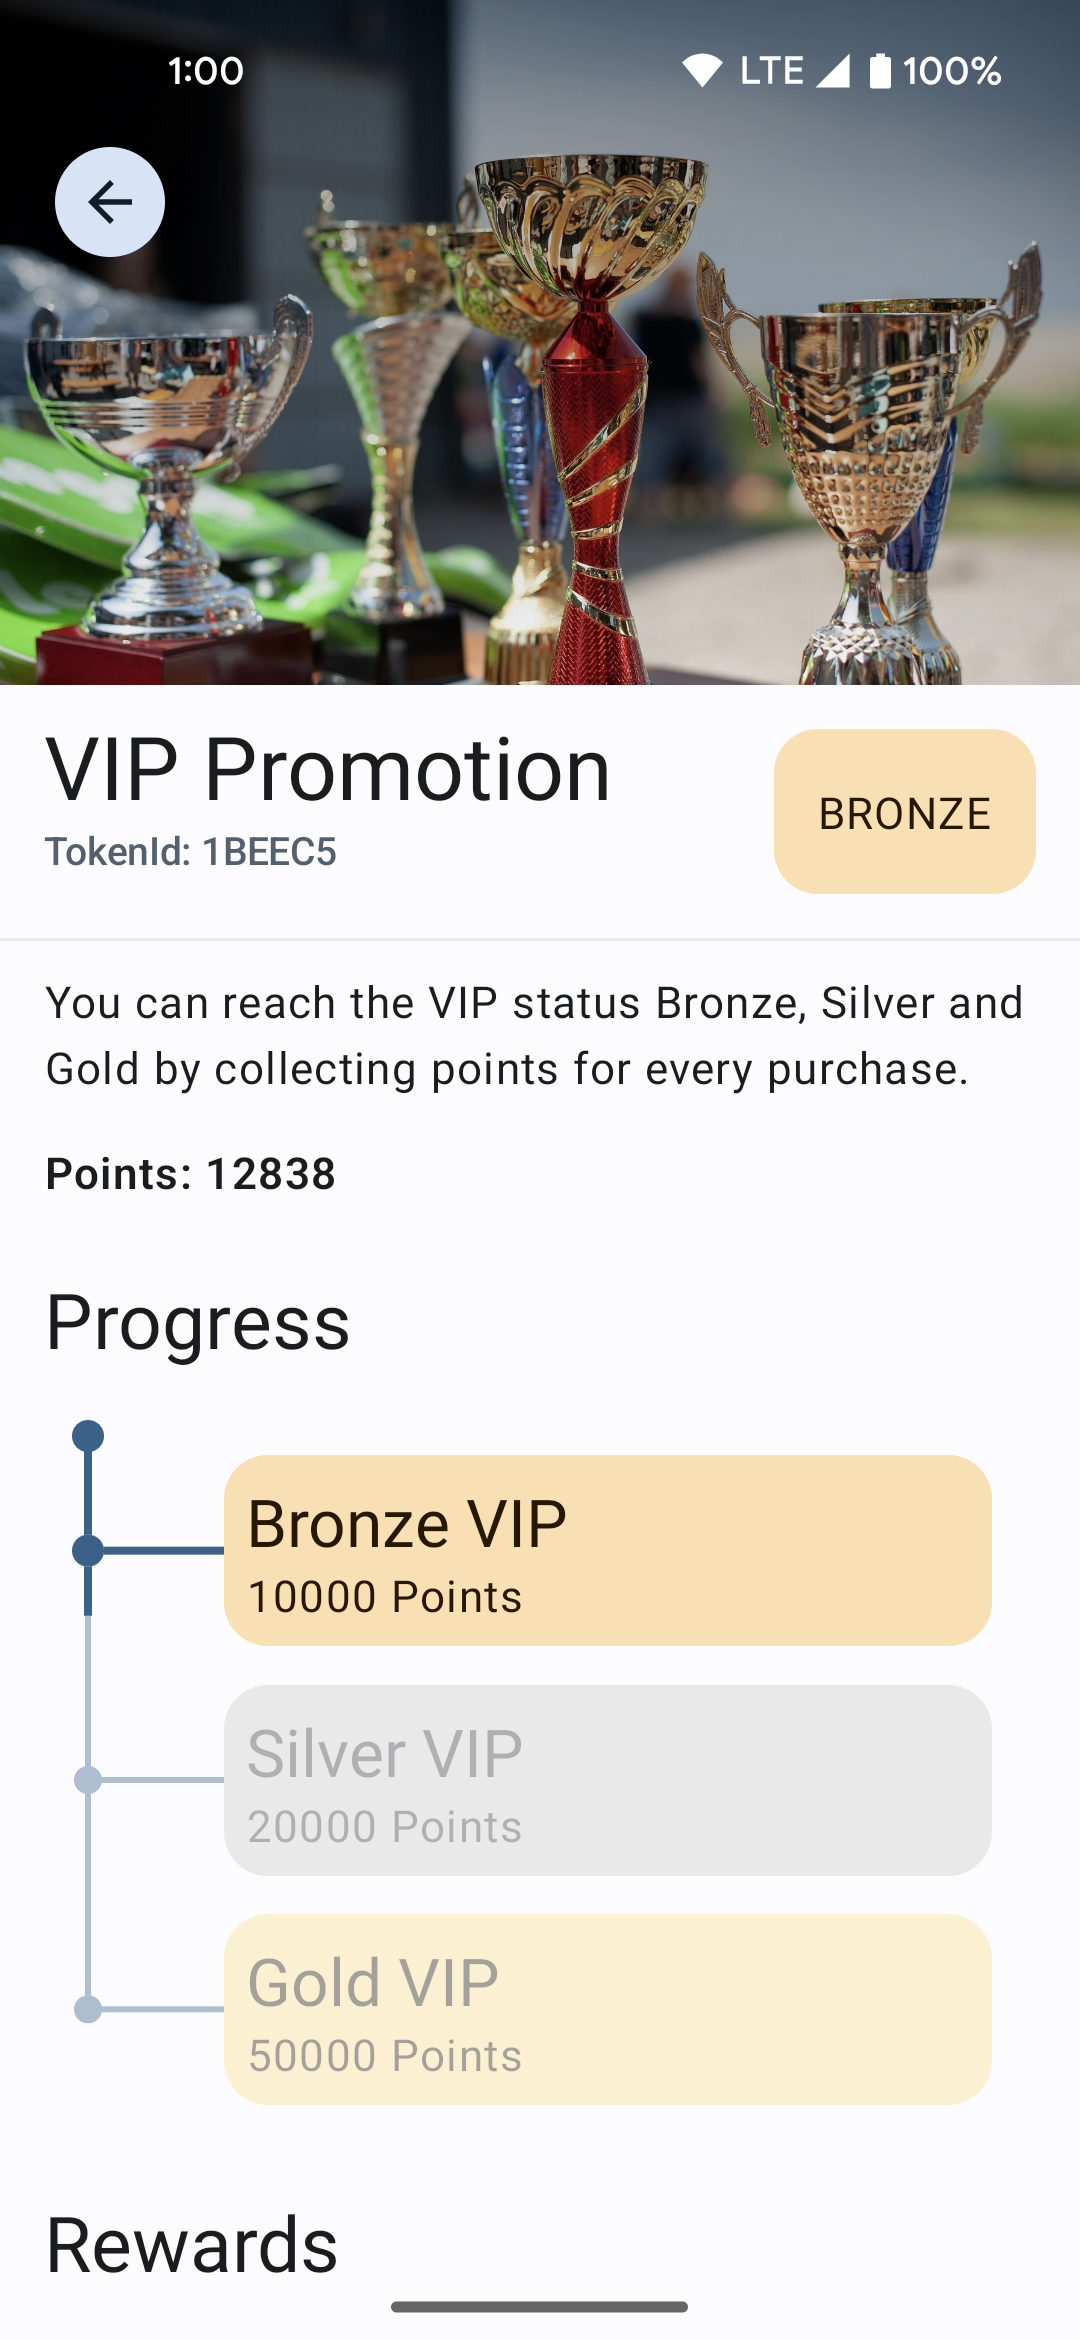 1:00
LTE 100%
VIP Promotion
TokenId: 1BEEC5
BRONZE
You can reach the VIP status Bronze, Silver and
Gold by collecting points for every purchase.
Points: 12838
Progress
Bronze VIP
10000 Points
Silver VIP
20000 Points
Gold VIP
50000 Points
Rewards